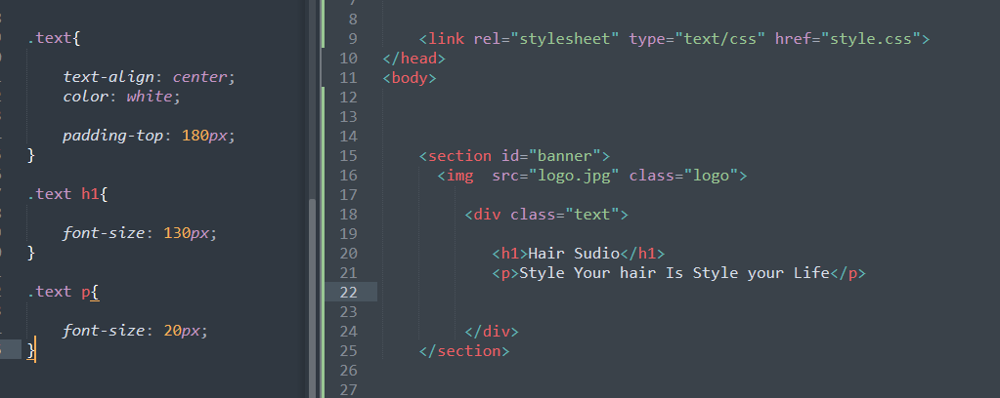 .text{
text-align: center;
color: white;
padding-top: 180px;
}
.text h1{
font-size: 130px;
}
.text p{
font-size: 20px;
}
8
9 <link rel="stylesheet" type="text/css" href="style.css">
10 </head>
11 <body>
12
13
14
15 <section id="banner">
16 <img  src="logo.jpg" class="logo">
17
18 <div class="text">
19
20 <h1>Hair Sudio</h1>
21 <p>Style Your hair Is Style your Life</p>
22
23
24 </div>
25 </section>
26
27